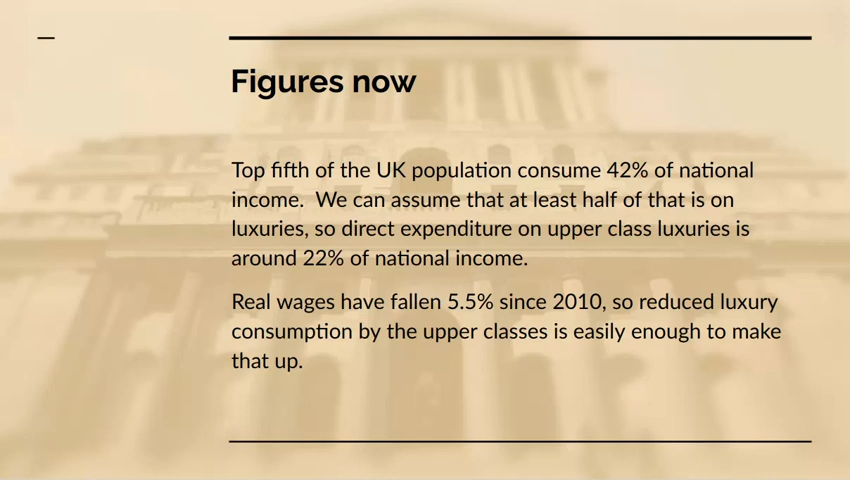 Figures now
Top fifth of the UK population consume 42% of national
income.  We can assume that at least half of that is on
luxuries, so direct expenditure on upper class luxuries is
around 22% of national income.
Real wages have fallen 5.5% since 2010, so reduced luxury
consumption by the upper classes is easily enough to make
that up.